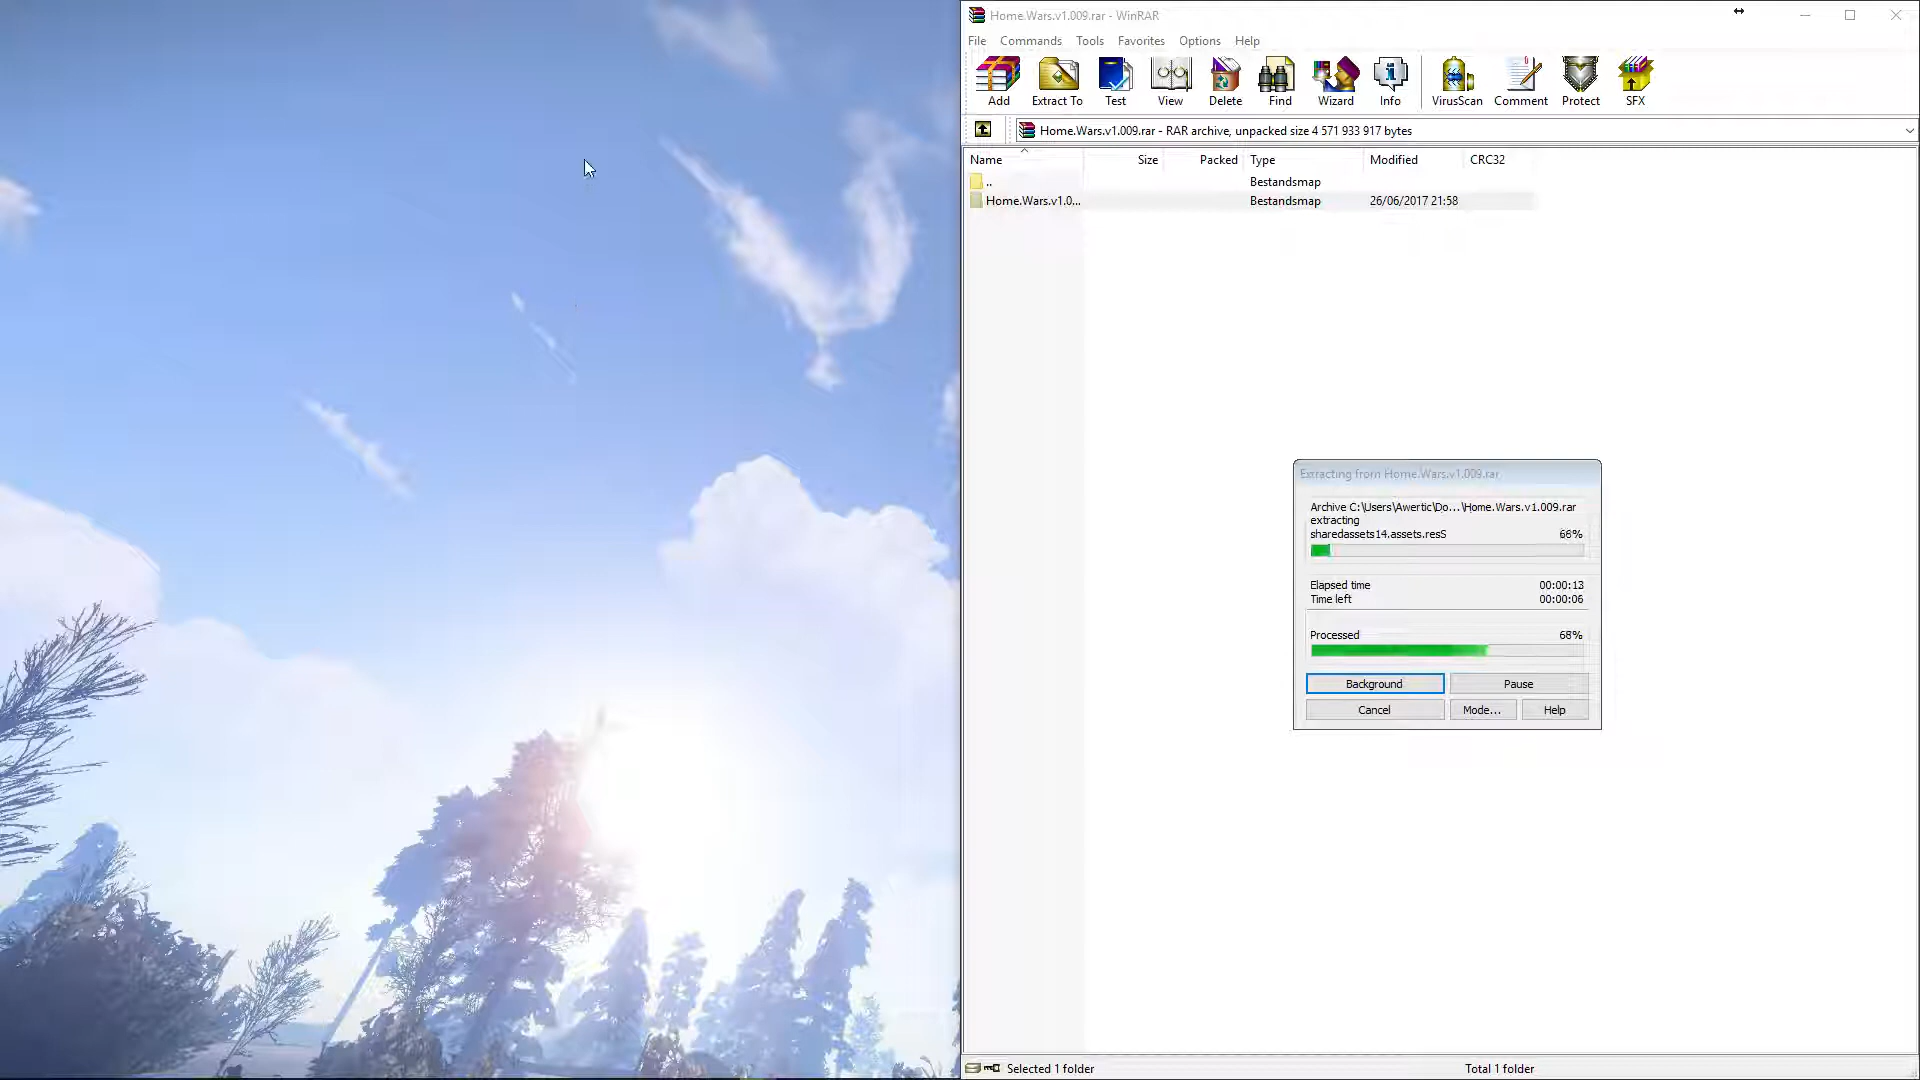 Home.Wars.v1.009.rar - WinRAR
File Commands Tools Favorites Options Help
Add Extract To Test View Delete Find Wizard Info VirusScan Comment Protect SFX
Home.Wars.v1.009.rar - RAR archive, unpacked size 4 571 933 917 bytes
Name Size Packed Type Modified CRC32
.. Bestandsmap
Home.Wars.v1.0... Bestandsmap 26/06/2017 21:58
Extracting from Home.Wars.v1.009.rar
Archive C:\Users\Awertic\Do...\Home.Wars.v1.009.rar
extracting
sharedassets14.assets.resS 66%
Elapsed time 00:00:13
Time left 00:00:06
Processed 68%
Background Pause
Cancel Mode... Help
Selected 1 folder Total 1 folder